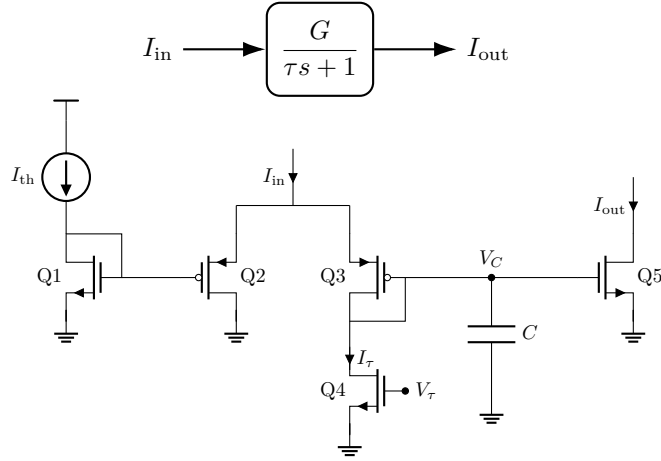 I_in G/(τs + 1) I_out
I_th
I_in
I_out
Q1 Q2 Q3 V_C Q5
C
I_τ
Q4 V_τ